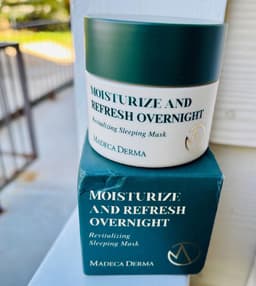 MOISTURIZE AND
REFRESH OVERNIGHT
Revitalizing Sleeping Mask
MADECA DERMA
MOISTURIZE
AND REFRESH
OVERNIGHT
Revitalizing
Sleeping Mask
MADECA DERMA